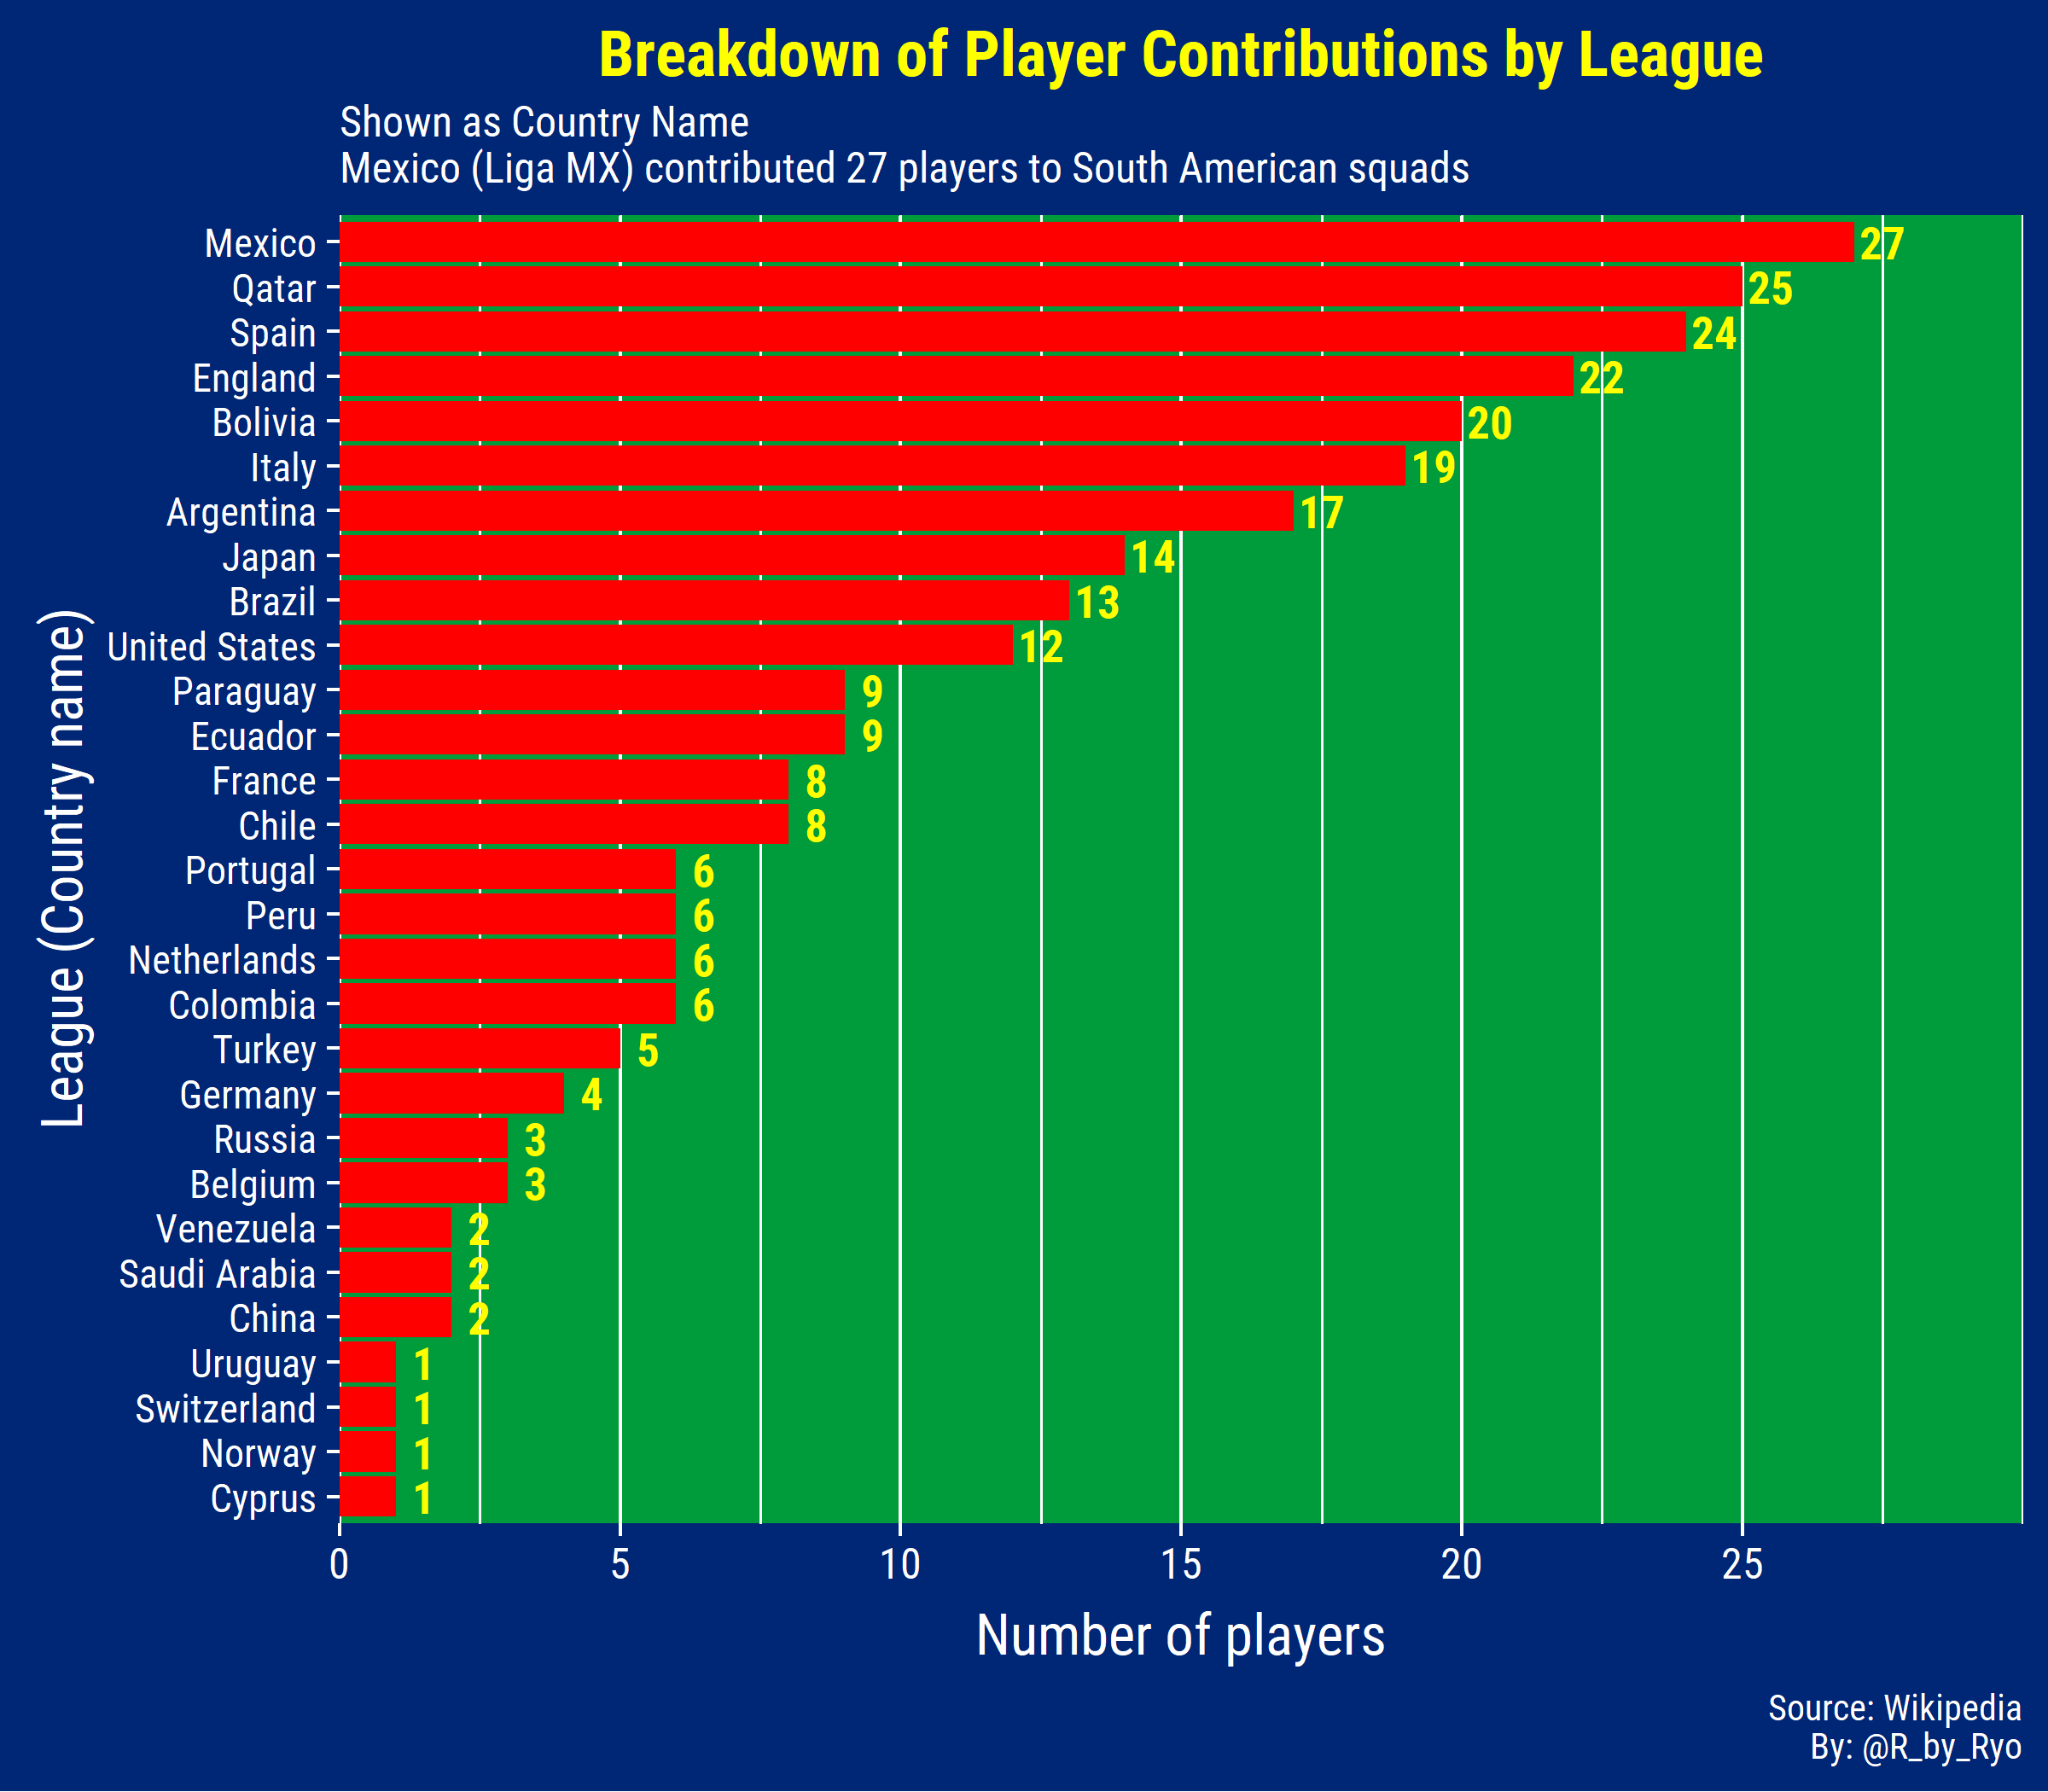 Breakdown of Player Contributions by League
Shown as Country Name
Mexico (Liga MX) contributed 27 players to South American squads
League (Country name)
Mexico 27
Qatar 25
Spain 24
England 22
Bolivia 20
Italy 19
Argentina 17
Japan 14
Brazil 13
United States 12
Paraguay 9
Ecuador 9
France 8
Chile 8
Portugal 6
Peru 6
Netherlands 6
Colombia 6
Turkey 5
Germany 4
Russia 3
Belgium 3
Venezuela 2
Saudi Arabia 2
China 2
Uruguay 1
Switzerland 1
Norway 1
Cyprus 1
0 5 10 15 20 25
Number of players
Source: Wikipedia
By: @R_by_Ryo